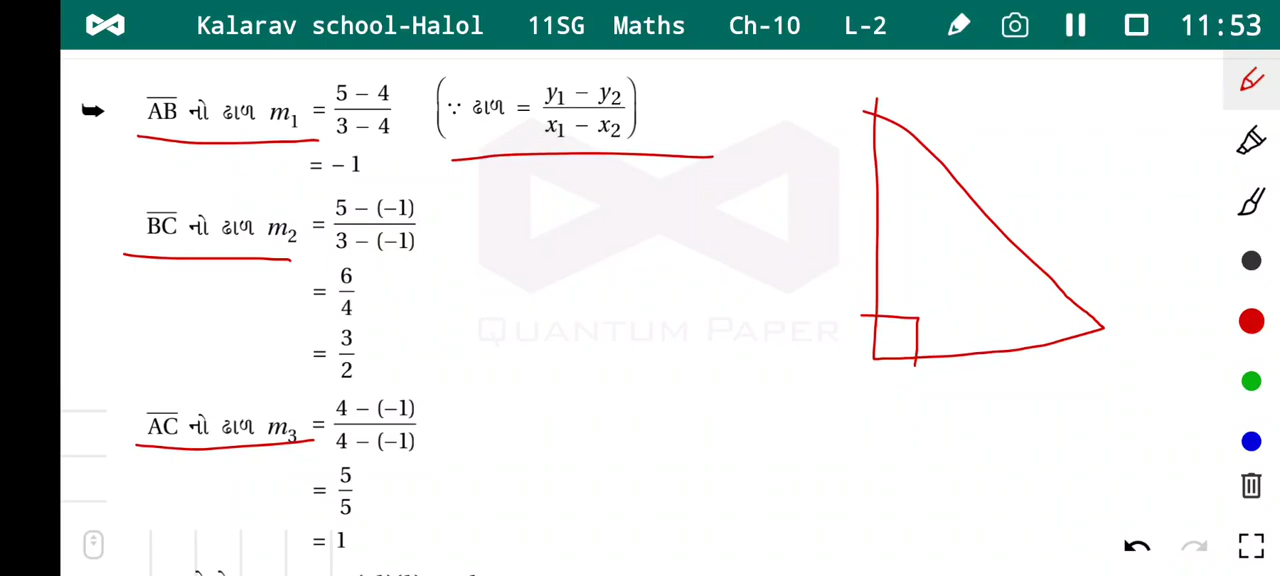 Kalarav school-Halol 11SG Maths Ch-10 L-2 11:53
➥ AB નો ઢાળ m₁ = (5 − 4)/(3 − 4) (∵ ઢાળ = (y₁ − y₂)/(x₁ − x₂))
= − 1
BC નો ઢાળ m₂ = (5 − (−1))/(3 − (−1))
= 6/4
= 3/2
AC નો ઢાળ m₃ = (4 − (−1))/(4 − (−1))
= 5/5
= 1
QUANTUM PAPER